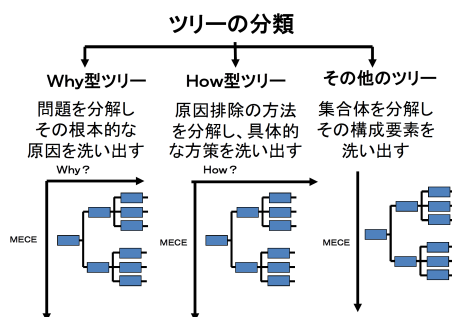 ツリーの分類
Why型ツリー
問題を分解し
その根本的な
原因を洗い出す
Why?
MECE
How型ツリー
原因排除の方法
を分解し、具体的
な方策を洗い出す
How?
MECE
その他のツリー
集合体を分解し
その構成要素を
洗い出す
MECE